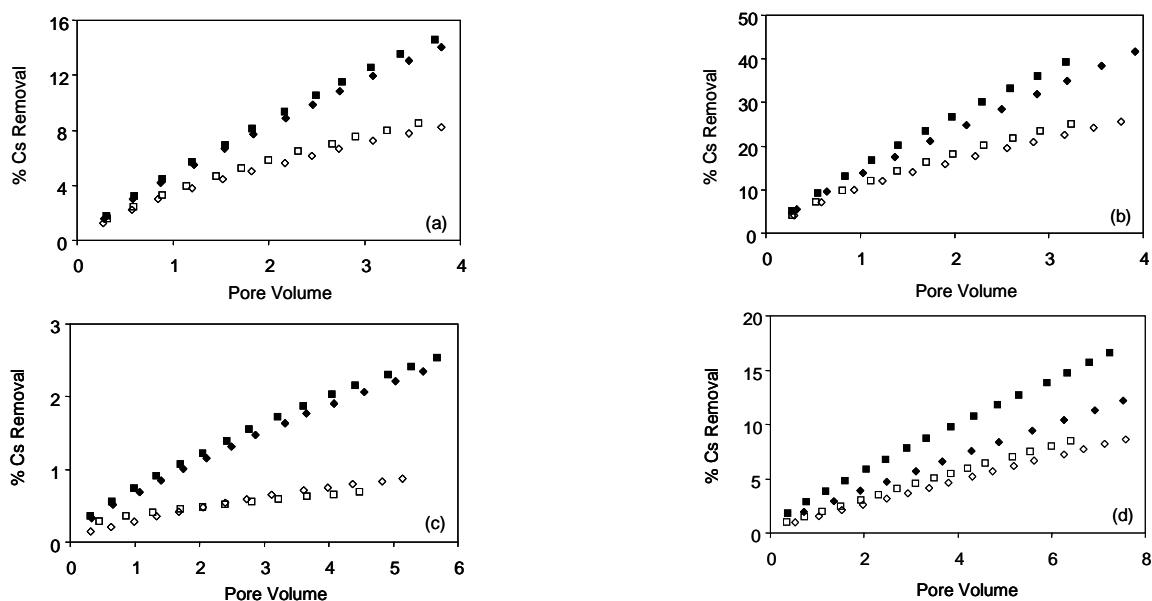 16
12
8
4
0
% Cs Removal
(a)
0 1 2 3 4
Pore Volume
50
40
30
20
10
0
% Cs Removal
(b)
0 1 2 3 4
Pore Volume
3
2
1
0
% Cs Removal
(c)
0 1 2 3 4 5 6
Pore Volume
20
15
10
5
0
% Cs Removal
(d)
0 2 4 6 8
Pore Volume